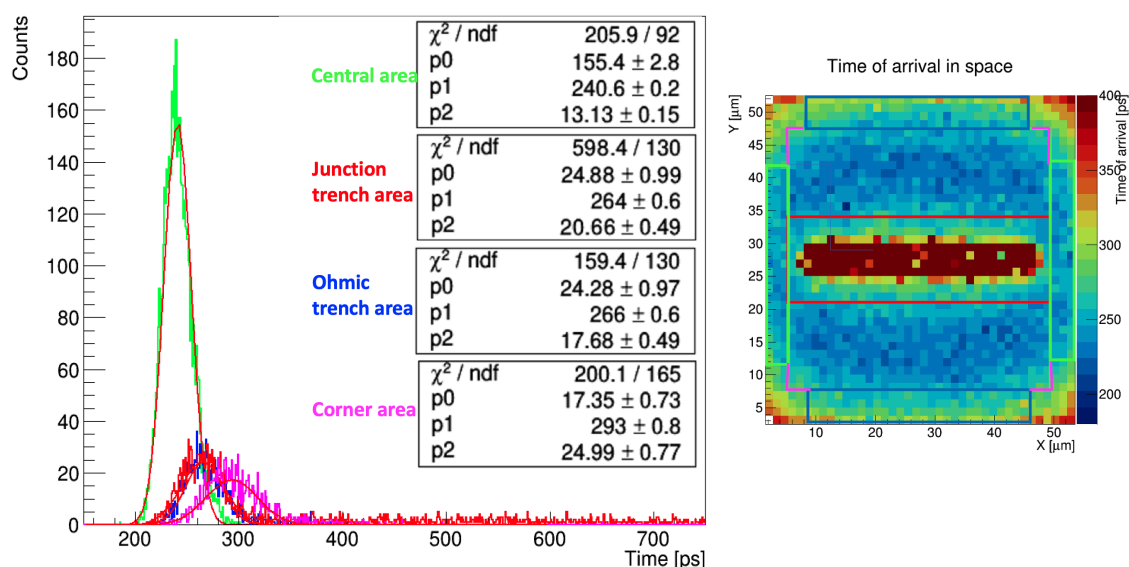 Counts
180
160
140
120
100
80
60
40
20
0
200
300
400
500
600
700
Time [ps]
Central area
χ² / ndf 205.9 / 92
p0 155.4 ± 2.8
p1 240.6 ± 0.2
p2 13.13 ± 0.15
Junction
trench area
χ² / ndf 598.4 / 130
p0 24.88 ± 0.99
p1 264 ± 0.6
p2 20.66 ± 0.49
Ohmic
trench area
χ² / ndf 159.4 / 130
p0 24.28 ± 0.97
p1 266 ± 0.6
p2 17.68 ± 0.49
Corner area
χ² / ndf 200.1 / 165
p0 17.35 ± 0.73
p1 293 ± 0.8
p2 24.99 ± 0.77
Time of arrival in space
Y [μm]
50
45
40
35
30
25
20
15
10
5
10
20
30
40
50
X [μm]
400
350
300
250
200
Time of arrival [ps]